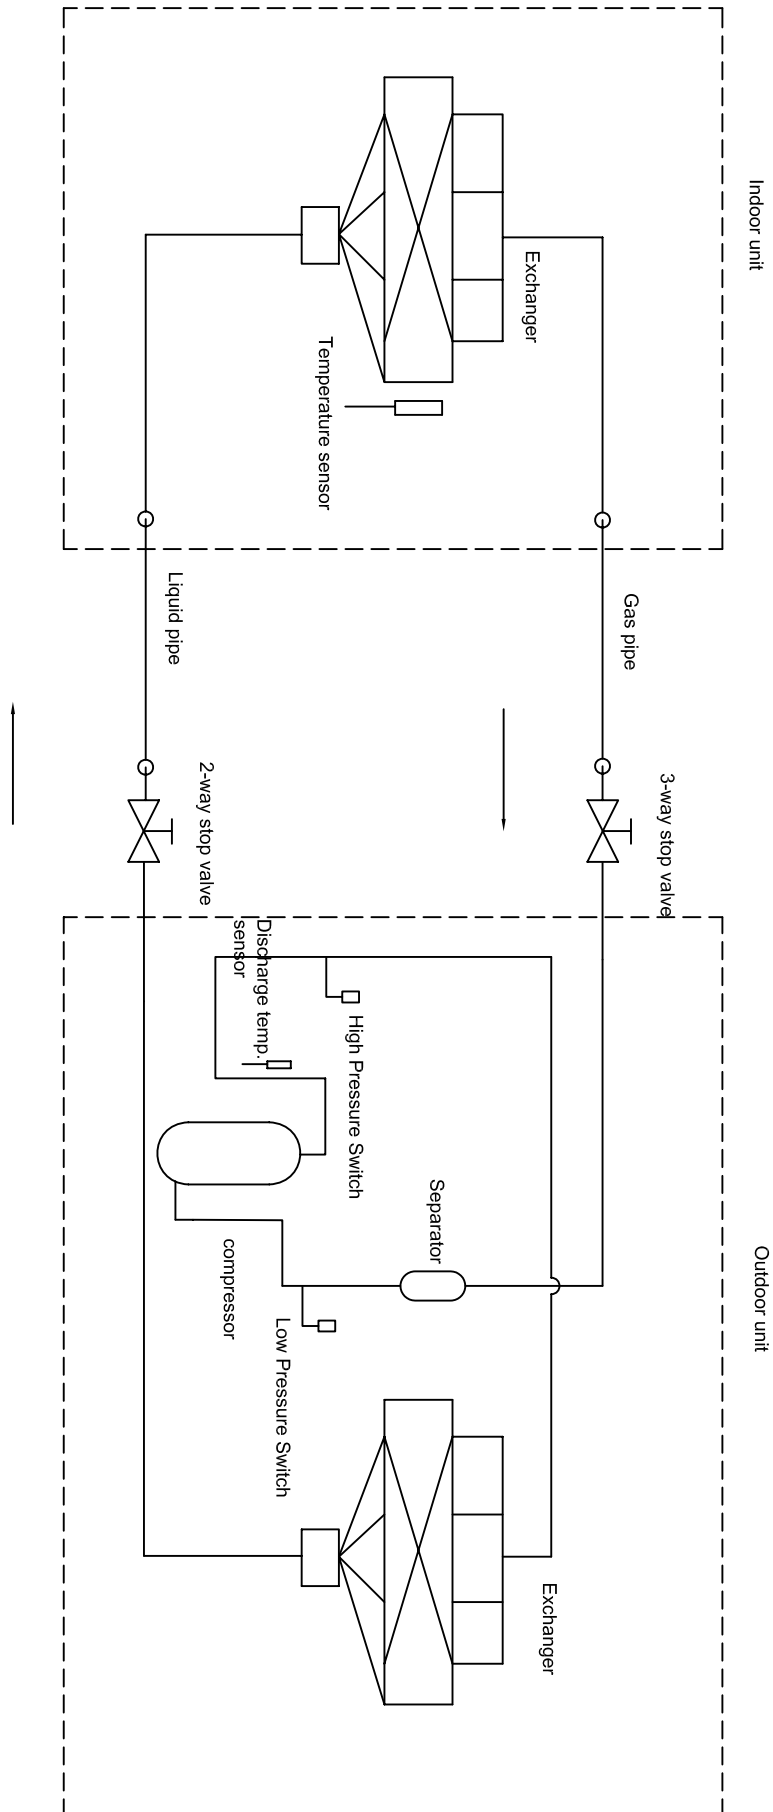 Indoor unit
Exchanger
Temperature sensor
Gas pipe
Liquid pipe
3-way stop valve
2-way stop valve
Outdoor unit
Discharge temp.
sensor
High Pressure Switch
Separator
compressor
Low Pressure Switch
Exchanger